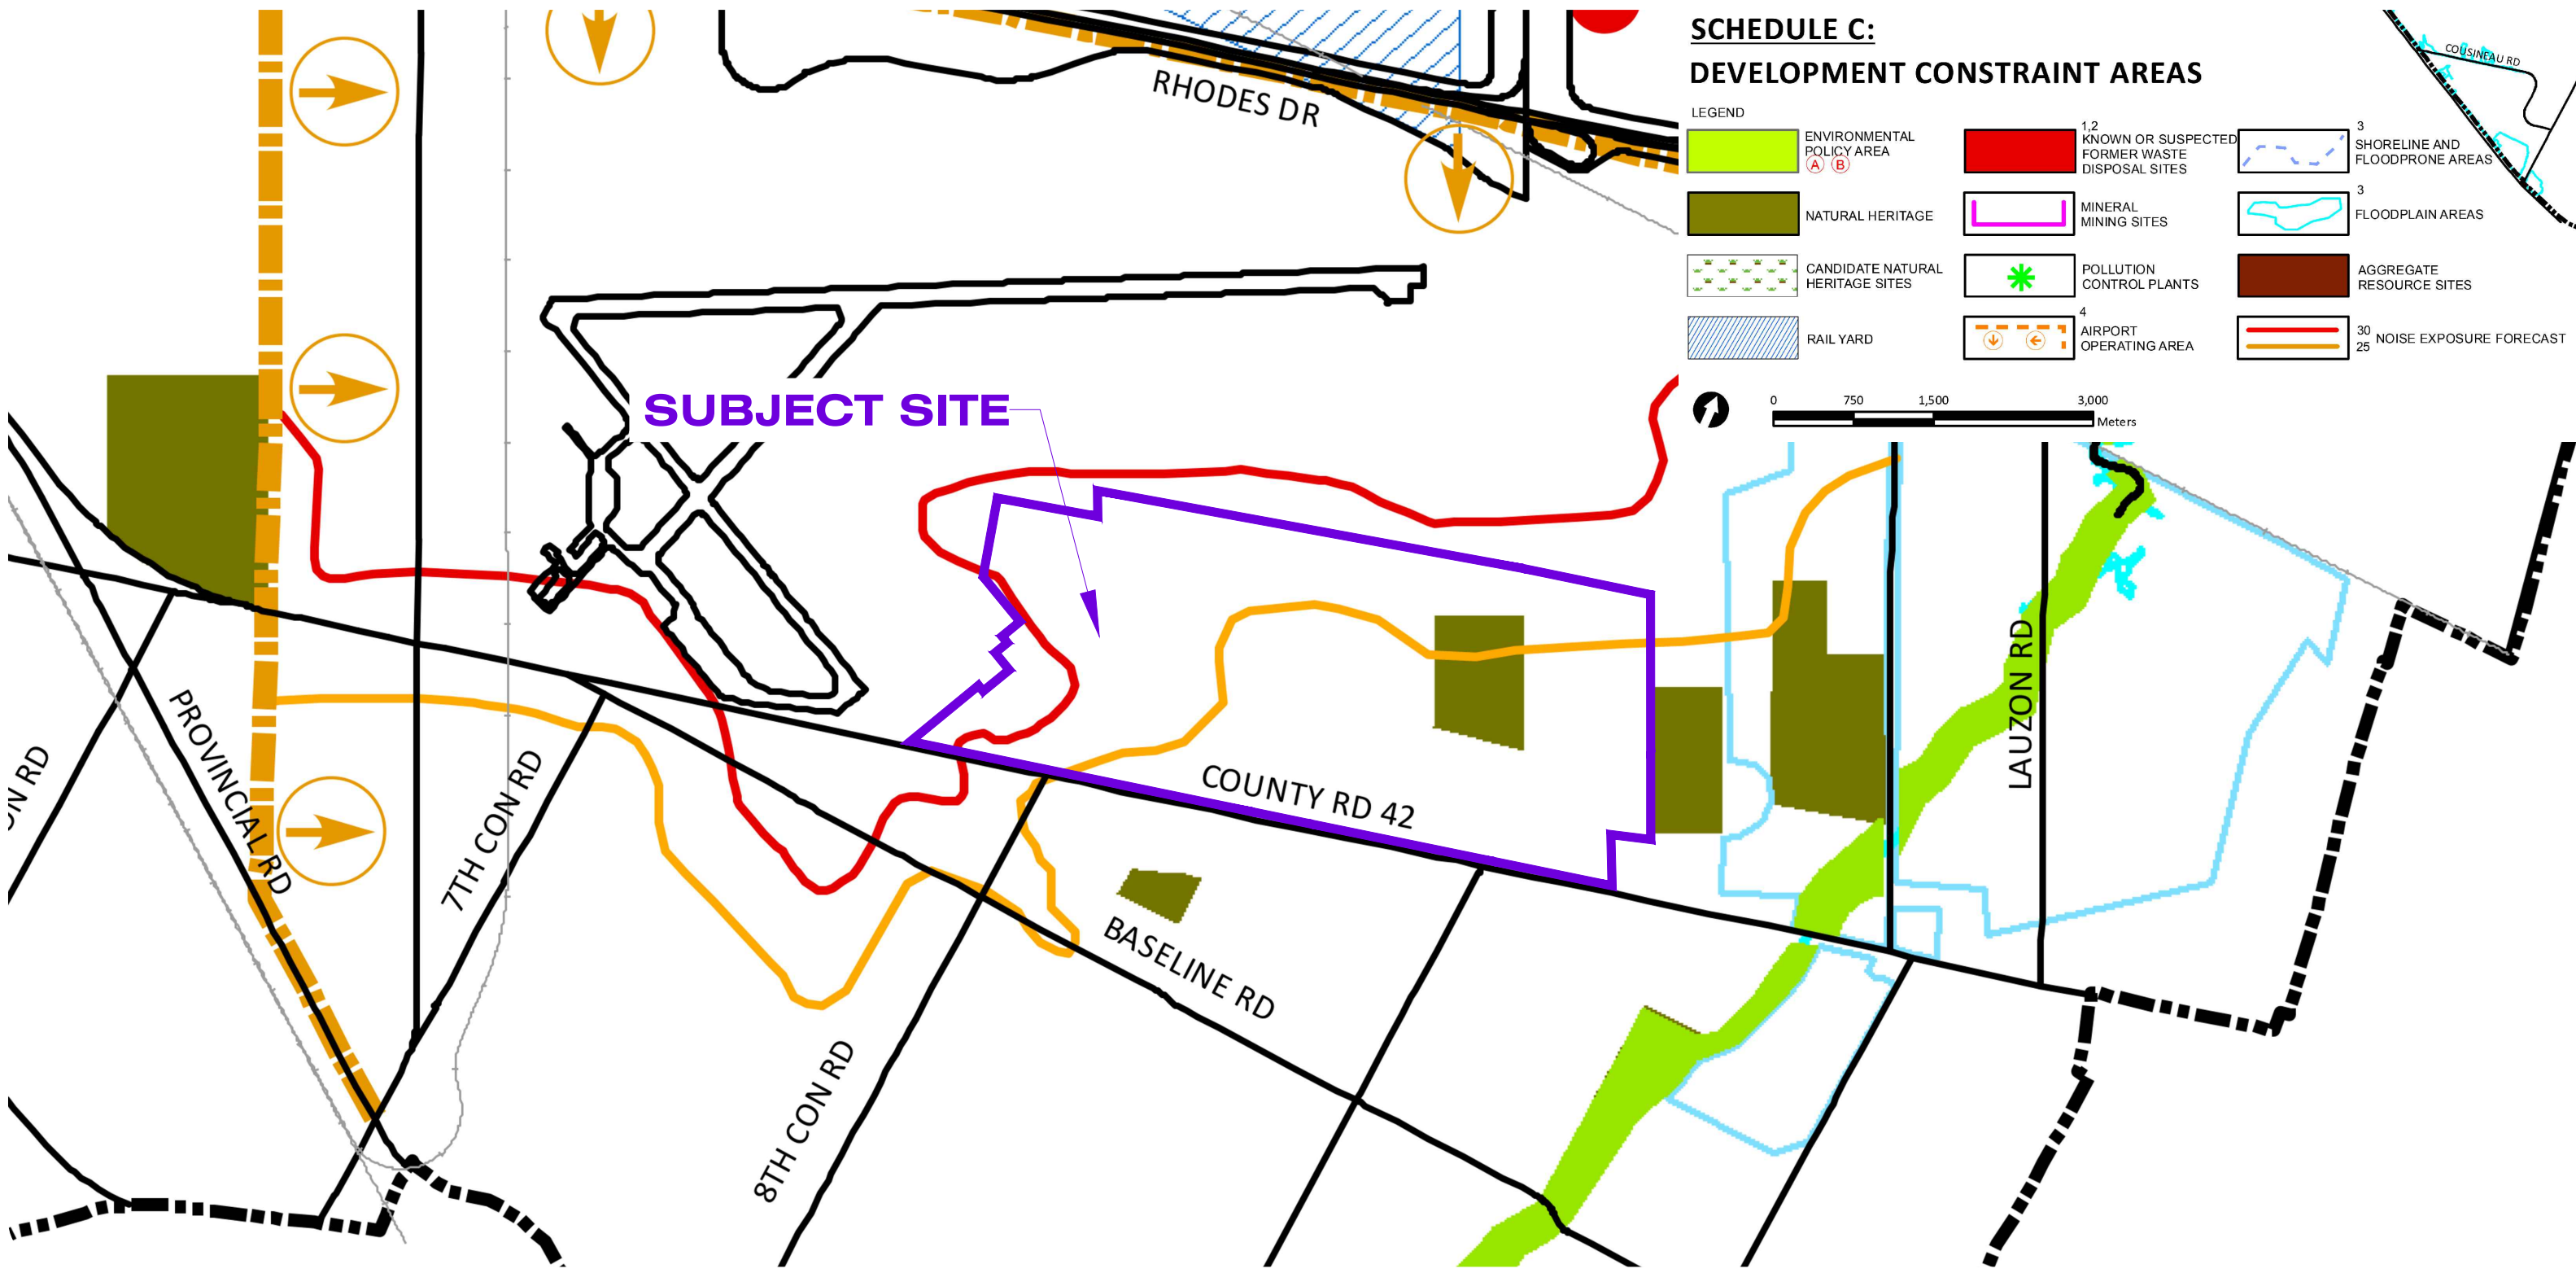 SCHEDULE C:
DEVELOPMENT CONSTRAINT AREAS
LEGEND
ENVIRONMENTAL
POLICY AREA
A B
NATURAL HERITAGE
CANDIDATE NATURAL
HERITAGE SITES
RAIL YARD
1,2
KNOWN OR SUSPECTED
FORMER WASTE
DISPOSAL SITES
MINERAL
MINING SITES
POLLUTION
CONTROL PLANTS
4
AIRPORT
OPERATING AREA
3
SHORELINE AND
FLOODPRONE AREAS
3
FLOODPLAIN AREAS
AGGREGATE
RESOURCE SITES
30
25
NOISE EXPOSURE FORECAST
0 750 1,500 3,000
Meters
COUSINEAU RD
RHODES DR
SUBJECT SITE
PROVINCIAL RD
ON RD
7TH CON RD
COUNTY RD 42
LAUZON RD
BASELINE RD
8TH CON RD